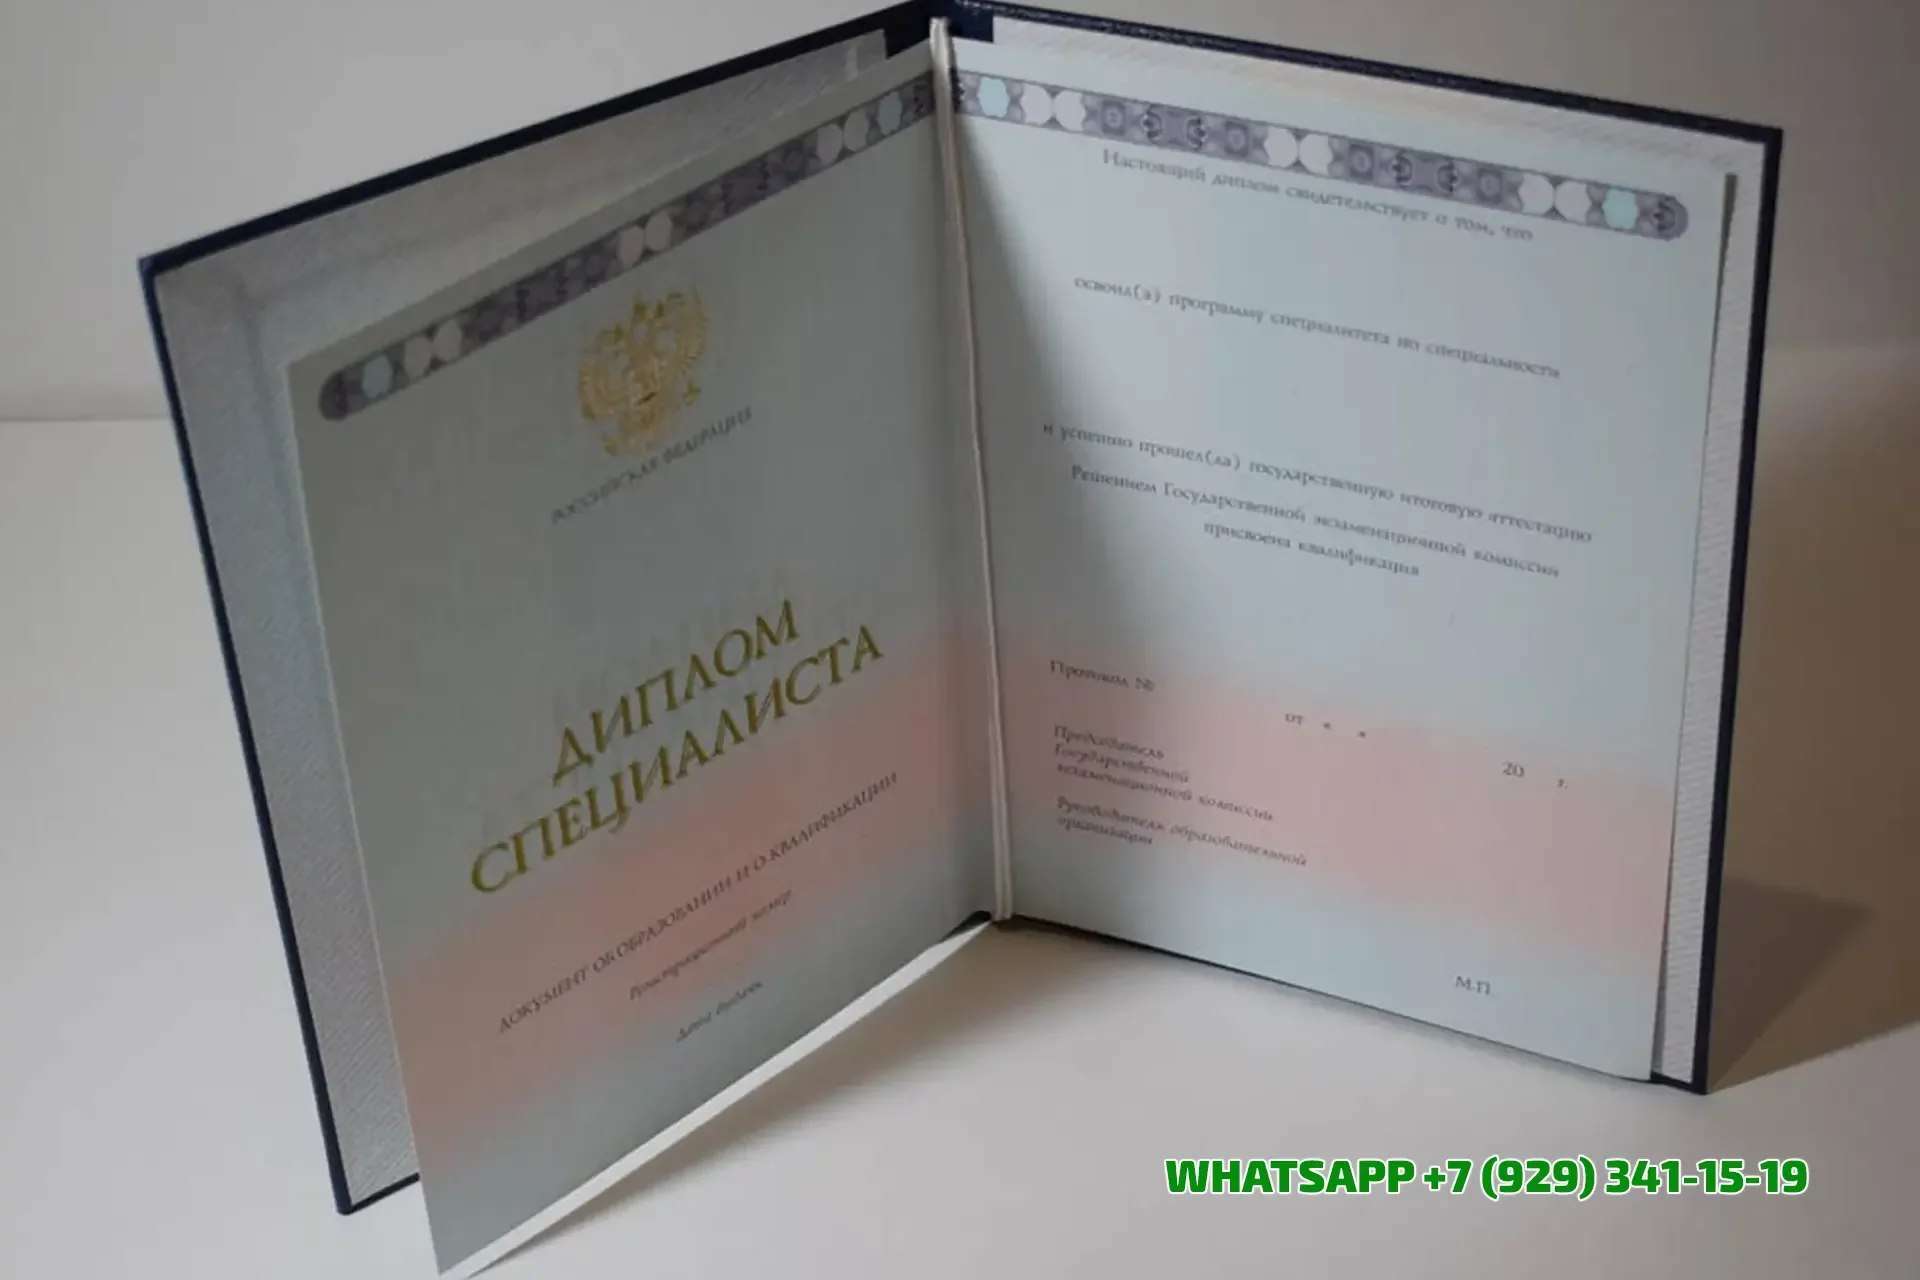 РОССИЙСКАЯ ФЕДЕРАЦИЯ
ДИПЛОМ
СПЕЦИАЛИСТА
ДОКУМЕНТ ОБ ОБРАЗОВАНИИ И О КВАЛИФИКАЦИИ
Регистрационный номер
Дата выдачи
Настоящий диплом свидетельствует о том, что
освоил(а) программу специалитета по специальности
и успешно прошел(ла) государственную итоговую аттестацию
Решением Государственной экзаменационной комиссии
присвоена квалификация
Протокол №
от « » 20 г.
Председатель
Государственной
экзаменационной комиссии
Руководитель образовательной
организации
М.П.
WHATSAPP +7 (929) 341-15-19